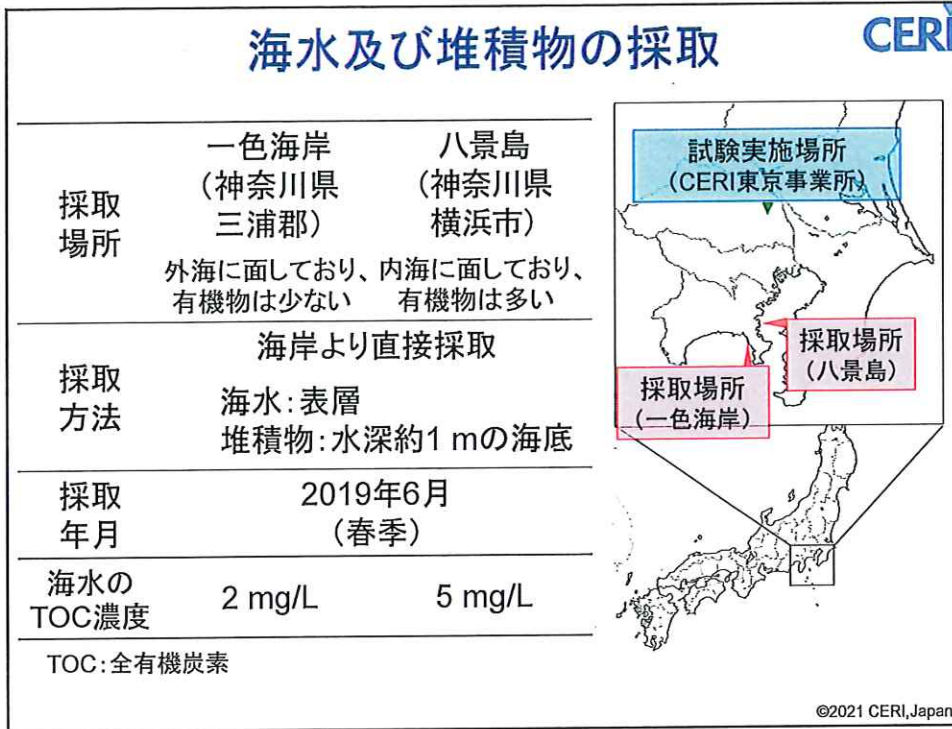 海水及び堆積物の採取
CERI
採取
場所
一色海岸
(神奈川県
三浦郡)
八景島
(神奈川県
横浜市)
外海に面しており、
有機物は少ない
内海に面しており、
有機物は多い
採取
方法
海岸より直接採取
海水:表層
堆積物:水深約1 mの海底
採取
年月
2019年6月
(春季)
海水の
TOC濃度
2 mg/L
5 mg/L
TOC:全有機炭素
試験実施場所
(CERI東京事業所)
採取場所
(八景島)
採取場所
(一色海岸)
©2021 CERI,Japan